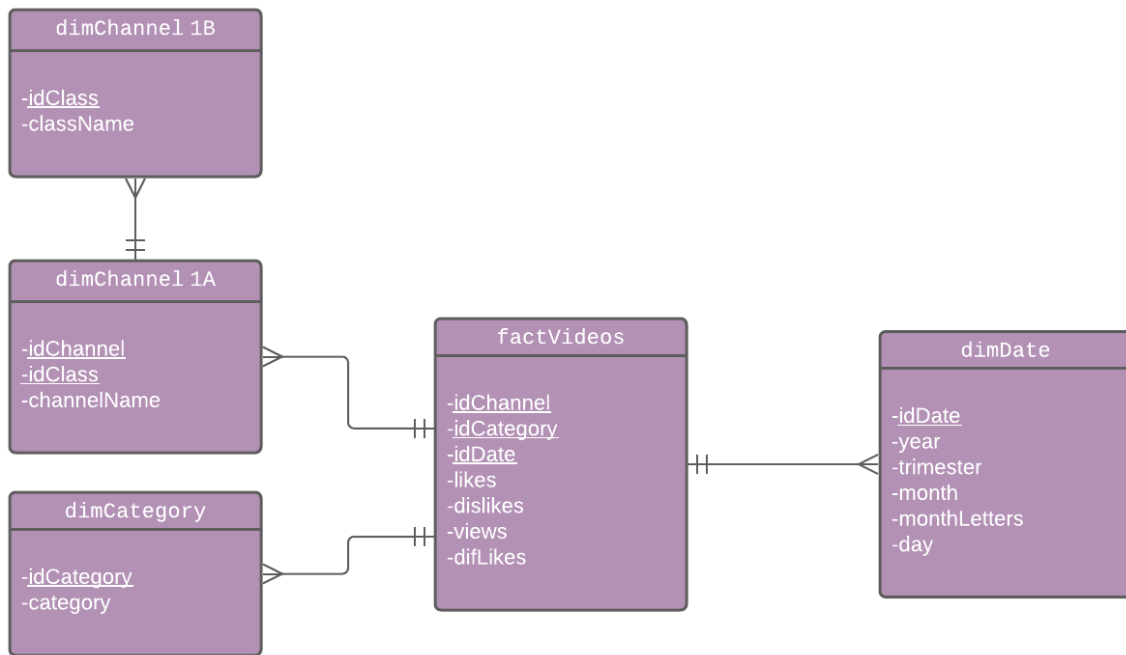 dimChannel 1B
-idClass
-className
dimChannel 1A
-idChannel
-idClass
-channelName
dimCategory
-idCategory
-category
factVideos
-idChannel
-idCategory
-idDate
-likes
-dislikes
-views
-difLikes
dimDate
-idDate
-year
-trimester
-month
-monthLetters
-day